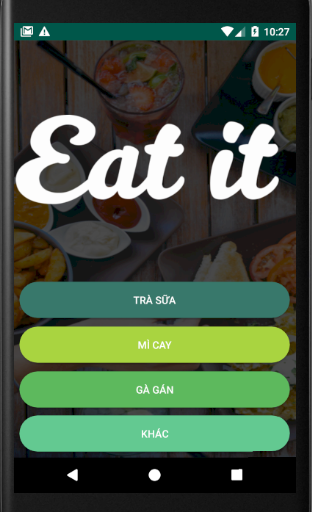 10:27
Eat it
TRÀ SỮA
MÌ CAY
GÀ GÁN
KHÁC